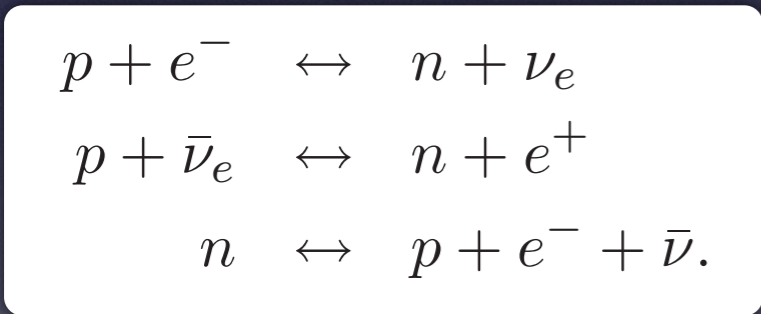 p + e⁻ ↔ n + νₑ
p + ν̄ₑ ↔ n + e⁺
n ↔ p + e⁻ + ν̄.